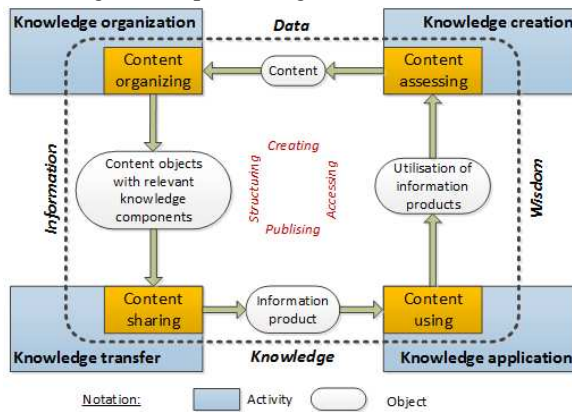 Knowledge organization
Knowledge creation
Data
Content
organizing
Content
Content
assessing
Information
Content objects
with relevant
knowledge
components
Creating
Structuring
Accessing
Publising
Utilisation of
information
products
Wisdom
Content
sharing
Information
product
Content
using
Knowledge transfer
Knowledge
Knowledge application
Notation:
Activity
Object